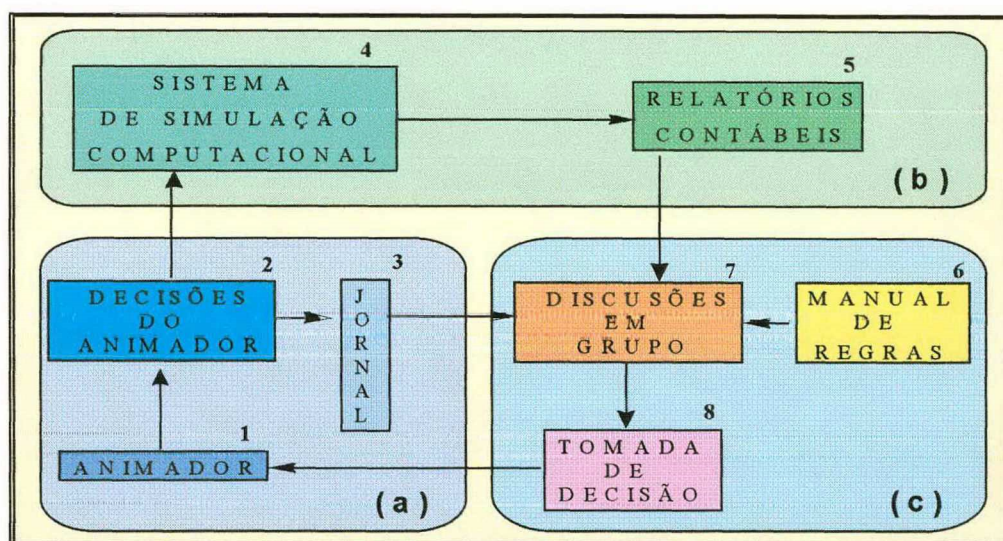 4
SISTEMA
DE SIMULAÇÃO
COMPUTACIONAL
5
RELATÓRIOS
CONTÁBEIS
(b)
2
DECISÕES
DO
ANIMADOR
3
JORNAL
7
DISCUSÕES
EM
GRUPO
6
MANUAL
DE
REGRAS
1
ANIMADOR
(a)
8
TOMADA
DE
DECISÃO
(c)